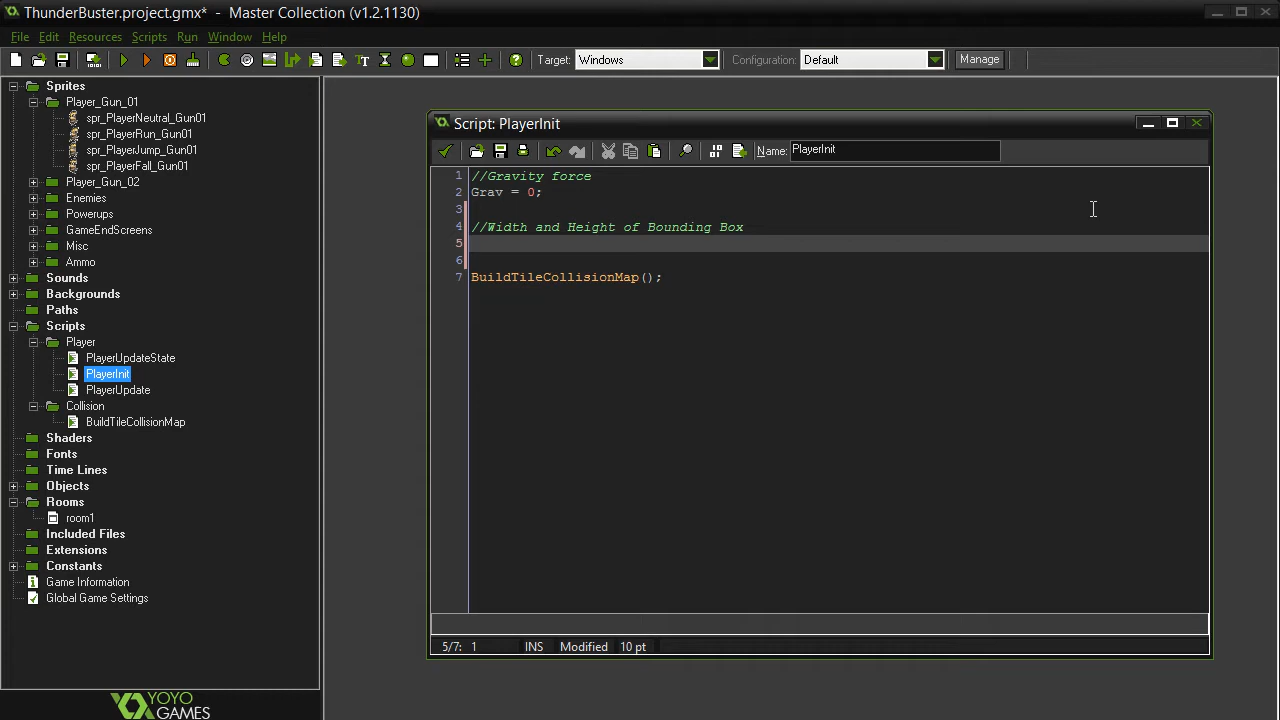 ThunderBuster.project.gmx* - Master Collection (v1.2.1130)
File Edit Resources Scripts Run Window Help
Target: Windows Configuration: Default Manage
Sprites
Player_Gun_01
spr_PlayerNeutral_Gun01
spr_PlayerRun_Gun01
spr_PlayerJump_Gun01
spr_PlayerFall_Gun01
Player_Gun_02
Enemies
Powerups
GameEndScreens
Misc
Ammo
Sounds
Backgrounds
Paths
Scripts
Player
PlayerUpdateState
PlayerInit
PlayerUpdate
Collision
BuildTileCollisionMap
Shaders
Fonts
Time Lines
Objects
Rooms
room1
Included Files
Extensions
Constants
Game Information
Global Game Settings
YOYO
GAMES
Script: PlayerInit
Name: PlayerInit
1 //Gravity force
2 Grav = 0;
3
4 //Width and Height of Bounding Box
5
6
7 BuildTileCollisionMap();
5/7: 1 INS Modified 10 pt